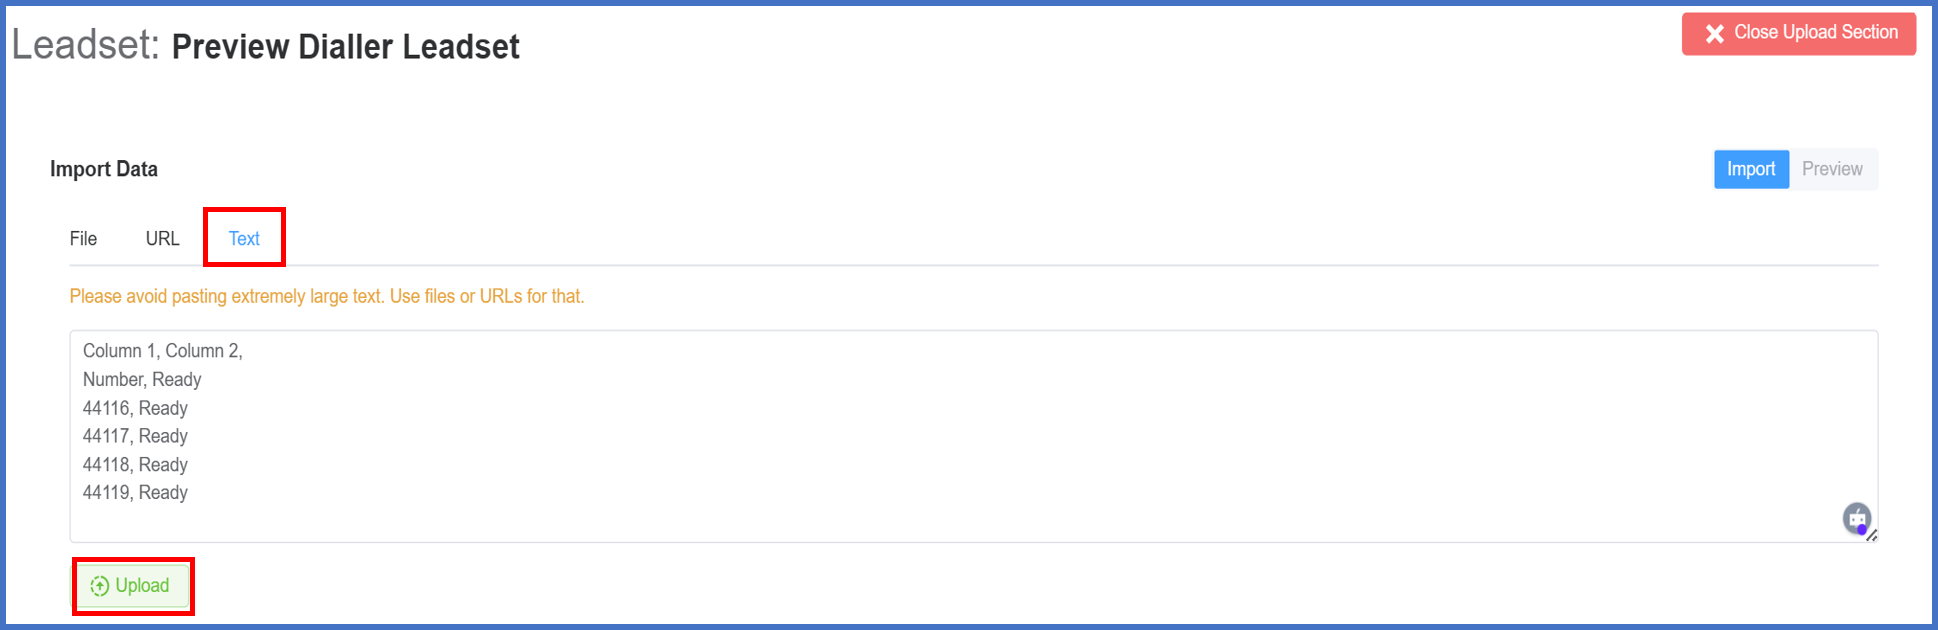 Leadset: Preview Dialler Leadset
Close Upload Section
Import Data
Import Preview
File URL Text
Please avoid pasting extremely large text. Use files or URLs for that.
Column 1, Column 2,
Number, Ready
44116, Ready
44117, Ready
44118, Ready
44119, Ready
Upload